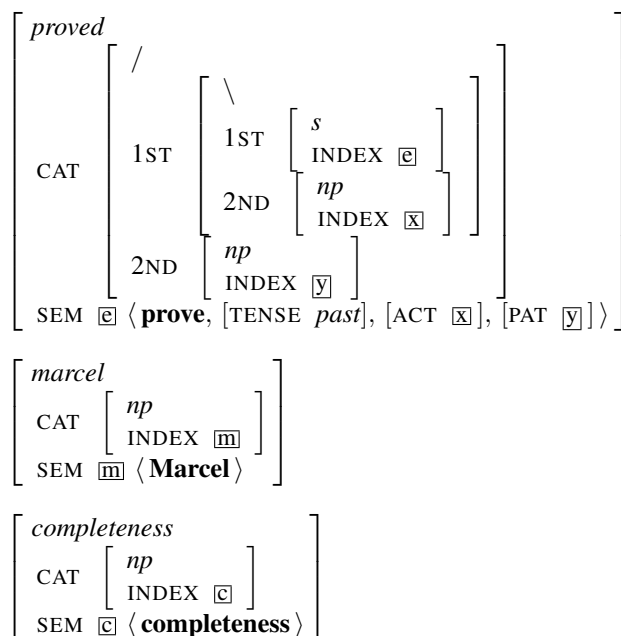 proved
/
\
1ST s
INDEX e
1ST
CAT
2ND np
INDEX x
2ND np
INDEX y
SEM e ⟨ prove, [TENSE past], [ACT x ], [PAT y ] ⟩
marcel
CAT np
INDEX m
SEM m ⟨ Marcel ⟩
completeness
CAT np
INDEX c
SEM c ⟨ completeness ⟩